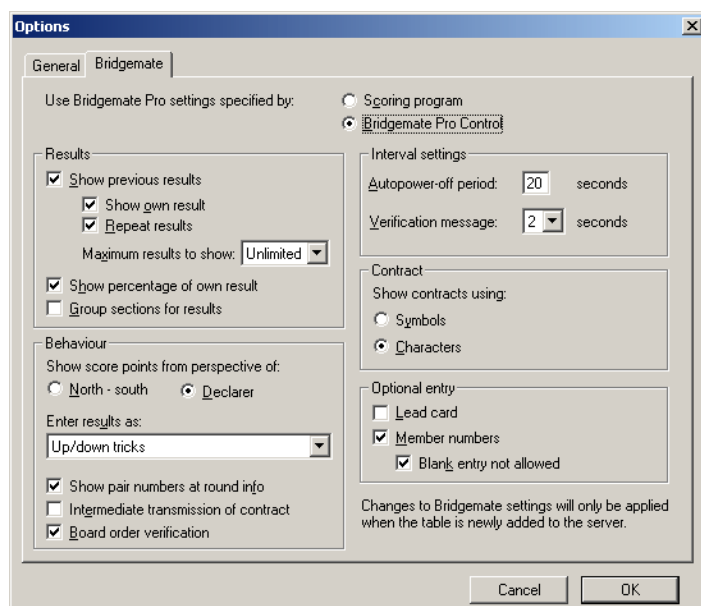 Options
General
Bridgemate
Use Bridgemate Pro settings specified by:
Scoring program
Bridgemate Pro Control
Results
Show previous results
Show own result
Repeat results
Maximum results to show: Unlimited
Show percentage of own result
Group sections for results
Behaviour
Show score points from perspective of:
North - south
Declarer
Enter results as:
Up/down tricks
Show pair numbers at round info
Intermediate transmission of contract
Board order verification
Interval settings
Autopower-off period: 20 seconds
Verification message: 2 seconds
Contract
Show contracts using:
Symbols
Characters
Optional entry
Lead card
Member numbers
Blank entry not allowed
Changes to Bridgemate settings will only be applied
when the table is newly added to the server.
Cancel
OK